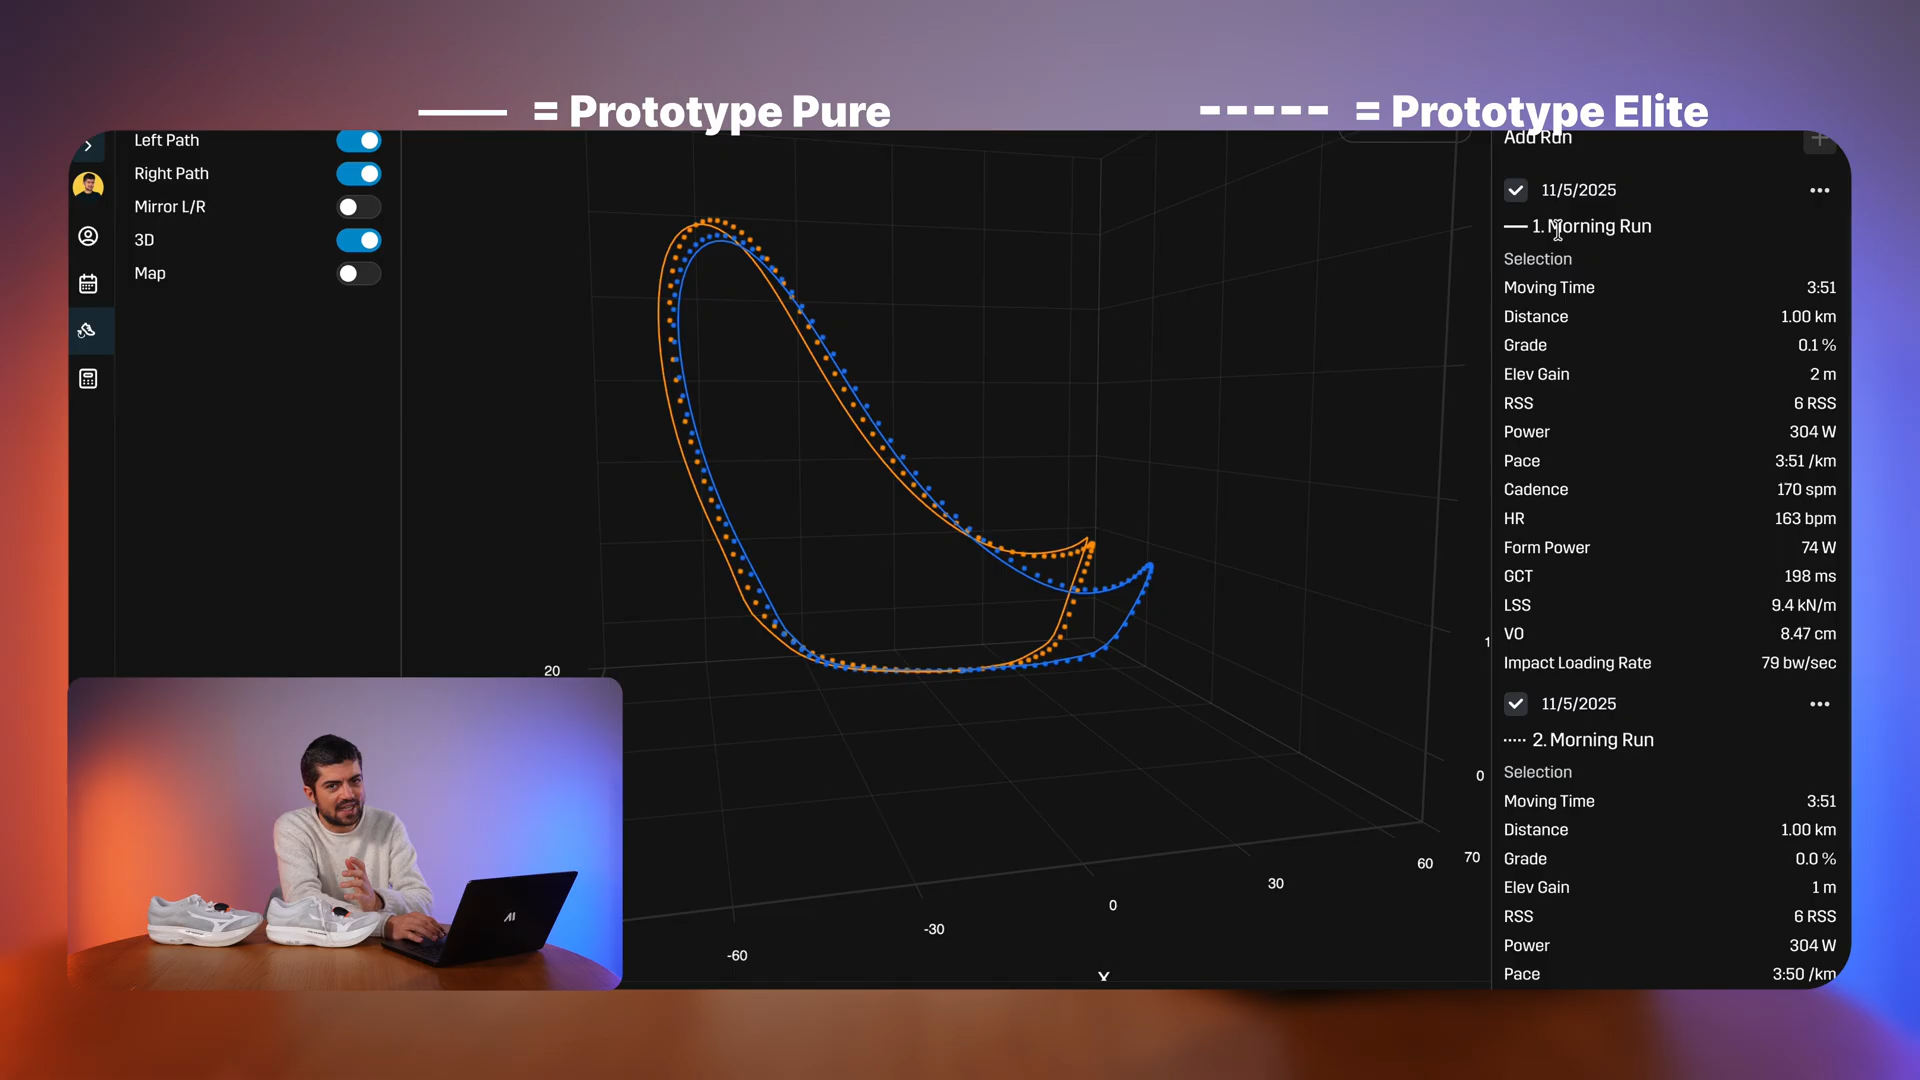 = Prototype Pure
= Prototype Elite
Left Path
Right Path
Mirror L/R
3D
Map
20
1
0
70
60
30
0
-30
-60
X
Add Run
11/5/2025
1. Morning Run
Selection
Moving Time 3:51
Distance 1.00 km
Grade 0.1 %
Elev Gain 2 m
RSS 6 RSS
Power 304 W
Pace 3:51 /km
Cadence 170 spm
HR 163 bpm
Form Power 74 W
GCT 198 ms
LSS 9.4 kN/m
VO 8.47 cm
Impact Loading Rate 79 bw/sec
11/5/2025
2. Morning Run
Selection
Moving Time 3:51
Distance 1.00 km
Grade 0.0 %
Elev Gain 1 m
RSS 6 RSS
Power 304 W
Pace 3:50 /km